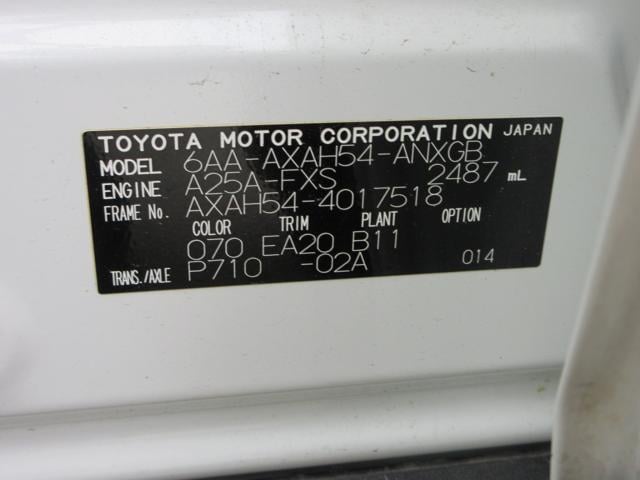 TOYOTA MOTOR CORPORATION JAPAN
MODEL 6AA-AXAH54-ANXGB
ENGINE A25A-FXS 2487 mL
FRAME No. AXAH54-4017518
COLOR TRIM PLANT OPTION
070 EA20 B11
TRANS./AXLE P710 -02A 014